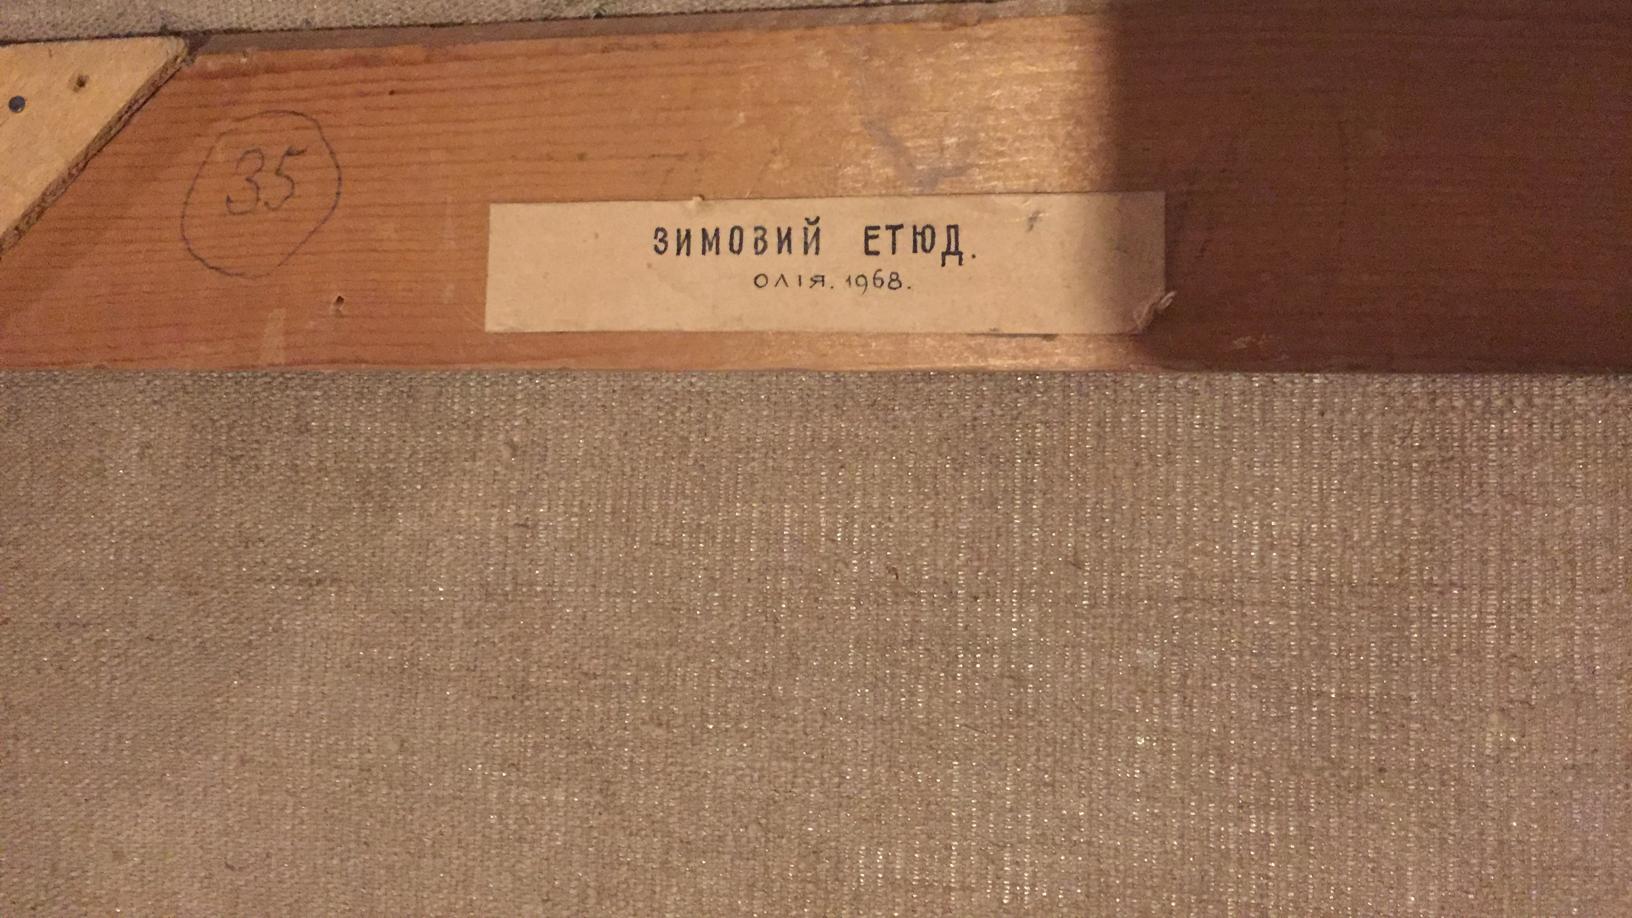 35
ЗИМОВИЙ ЕТЮД.
ОЛІЯ. 1968.